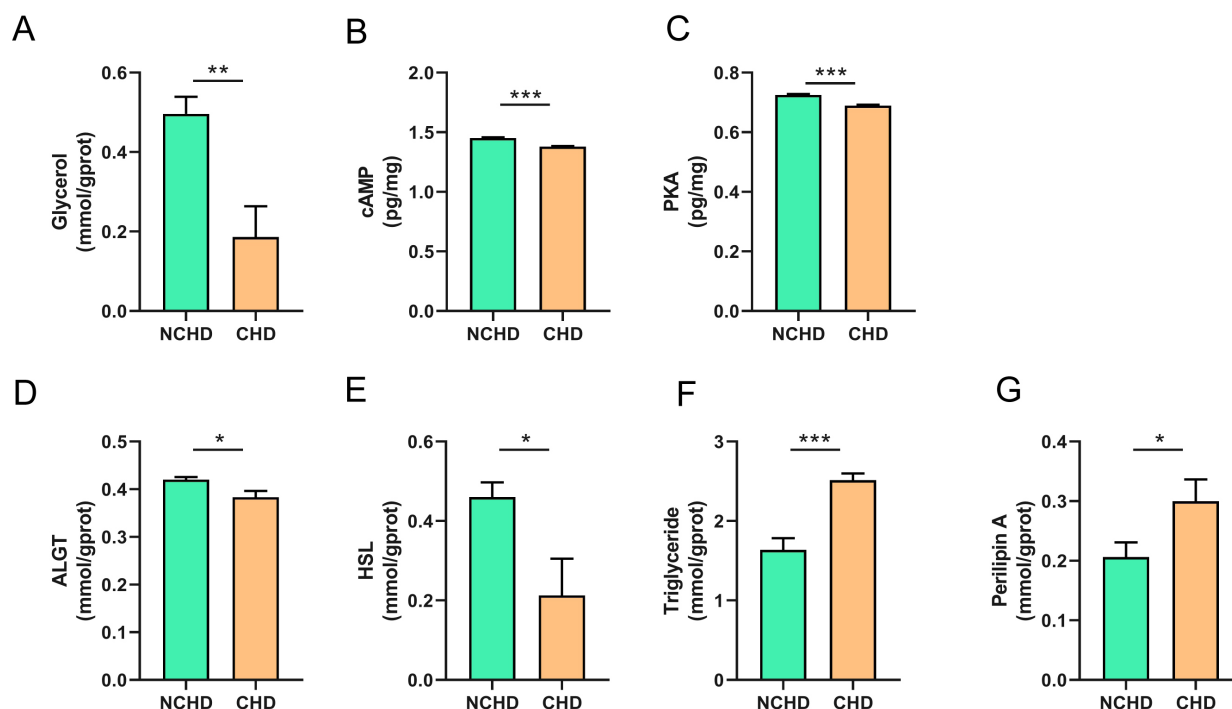 A
Glycerol
(mmol/gprot)
0.6
0.4
0.2
0.0
**
NCHD CHD
B
cAMP
(pg/mg)
2.0
1.5
1.0
0.5
0.0
***
NCHD CHD
C
PKA
(pg/mg)
0.8
0.6
0.4
0.2
0.0
***
NCHD CHD
D
ALGT
(mmol/gprot)
0.5
0.4
0.3
0.2
0.1
0.0
*
NCHD CHD
E
HSL
(mmol/gprot)
0.6
0.4
0.2
0.0
*
NCHD CHD
F
Triglyceride
(mmol/gprot)
3
2
1
0
***
NCHD CHD
G
Perilipin A
(mmol/gprot)
0.4
0.3
0.2
0.1
0.0
*
NCHD CHD